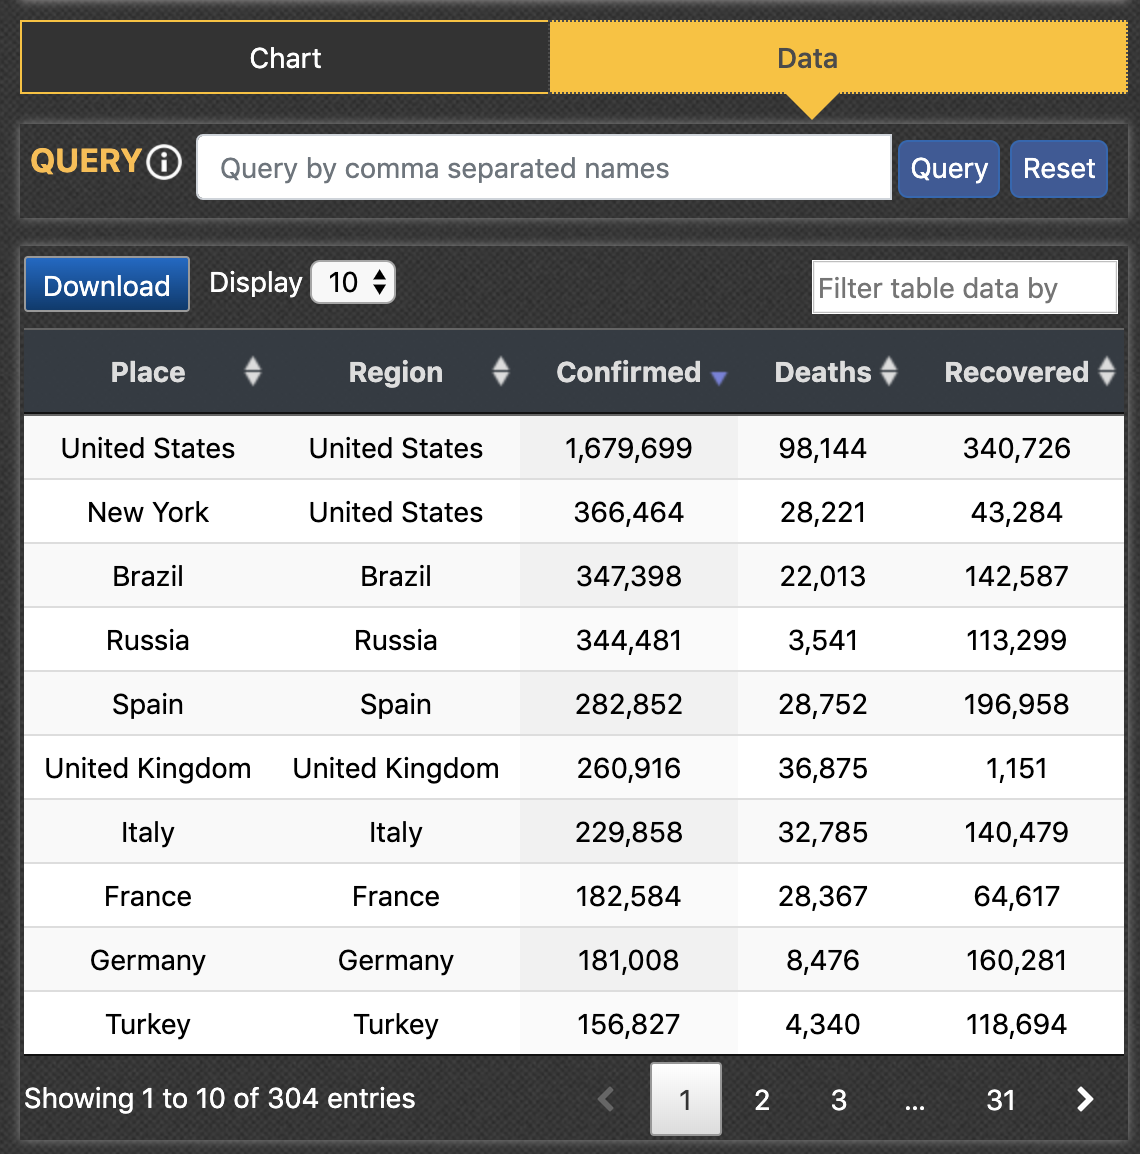 Chart Data
QUERY Query by comma separated names Query Reset
Download Display 10 Filter table data by
Place Region Confirmed Deaths Recovered
United States United States 1,679,699 98,144 340,726
New York United States 366,464 28,221 43,284
Brazil Brazil 347,398 22,013 142,587
Russia Russia 344,481 3,541 113,299
Spain Spain 282,852 28,752 196,958
United Kingdom United Kingdom 260,916 36,875 1,151
Italy Italy 229,858 32,785 140,479
France France 182,584 28,367 64,617
Germany Germany 181,008 8,476 160,281
Turkey Turkey 156,827 4,340 118,694
Showing 1 to 10 of 304 entries 1 2 3 ... 31